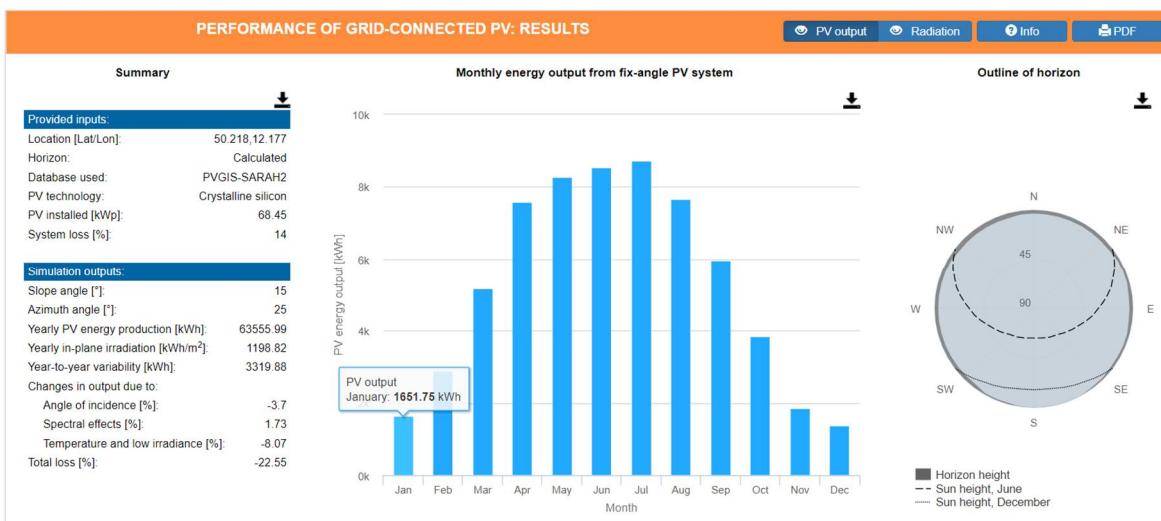 PERFORMANCE OF GRID-CONNECTED PV: RESULTS
PV output
Radiation
Info
PDF
Summary
Provided inputs:
Location [Lat/Lon]: 50.218,12.177
Horizon: Calculated
Database used: PVGIS-SARAH2
PV technology: Crystalline silicon
PV installed [kWp]: 68.45
System loss [%]: 14
Simulation outputs:
Slope angle [°]: 15
Azimuth angle [°]: 25
Yearly PV energy production [kWh]: 63555.99
Yearly in-plane irradiation [kWh/m²]: 1198.82
Year-to-year variability [kWh]: 3319.88
Changes in output due to:
Angle of incidence [%]: -3.7
Spectral effects [%]: 1.73
Temperature and low irradiance [%]: -8.07
Total loss [%]: -22.55
Monthly energy output from fix-angle PV system
PV energy output [kWh]
10k
8k
6k
4k
0k
PV output
January: 1651.75 kWh
Jan Feb Mar Apr May Jun Jul Aug Sep Oct Nov Dec
Month
Outline of horizon
N
NW NE
45
W 90 E
SW SE
S
Horizon height
Sun height, June
Sun height, December